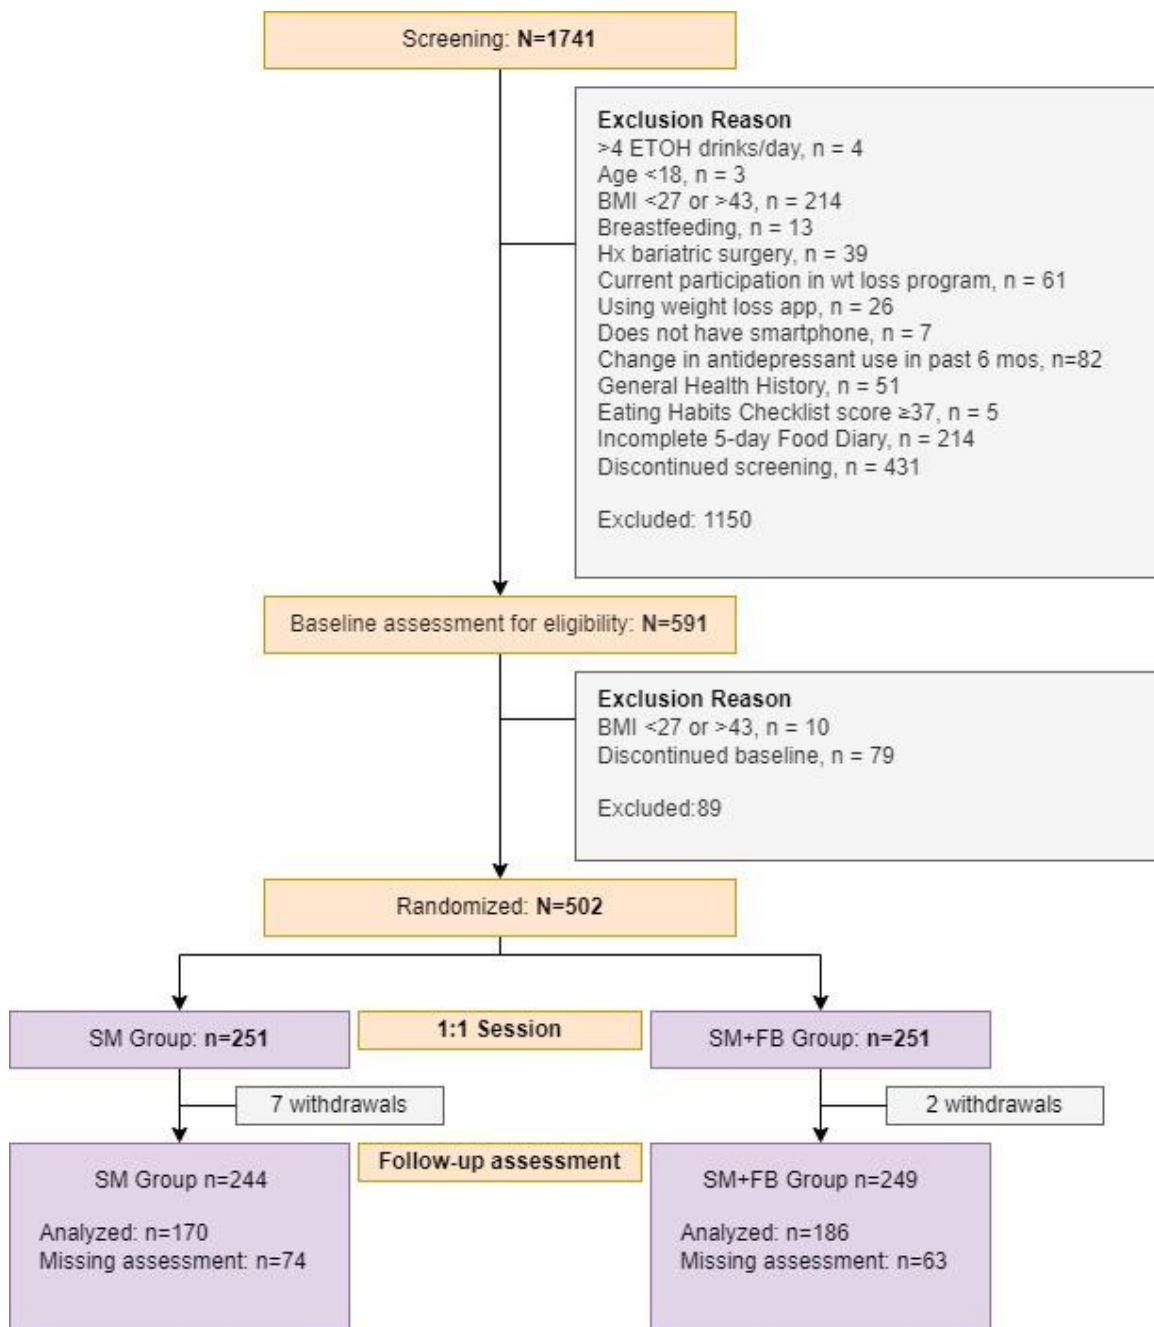 Screening: N=1741
Exclusion Reason
>4 ETOH drinks/day, n = 4
Age <18, n = 3
BMI <27 or >43, n = 214
Breastfeeding, n = 13
Hx bariatric surgery, n = 39
Current participation in wt loss program, n = 61
Using weight loss app, n = 26
Does not have smartphone, n = 7
Change in antidepressant use in past 6 mos, n=82
General Health History, n = 51
Eating Habits Checklist score ≥37, n = 5
Incomplete 5-day Food Diary, n = 214
Discontinued screening, n = 431
Excluded: 1150
Baseline assessment for eligibility: N=591
Exclusion Reason
BMI <27 or >43, n = 10
Discontinued baseline, n = 79
Excluded:89
Randomized: N=502
SM Group: n=251
1:1 Session
SM+FB Group: n=251
7 withdrawals
2 withdrawals
Follow-up assessment
SM Group n=244
Analyzed: n=170
Missing assessment: n=74
SM+FB Group n=249
Analyzed: n=186
Missing assessment: n=63